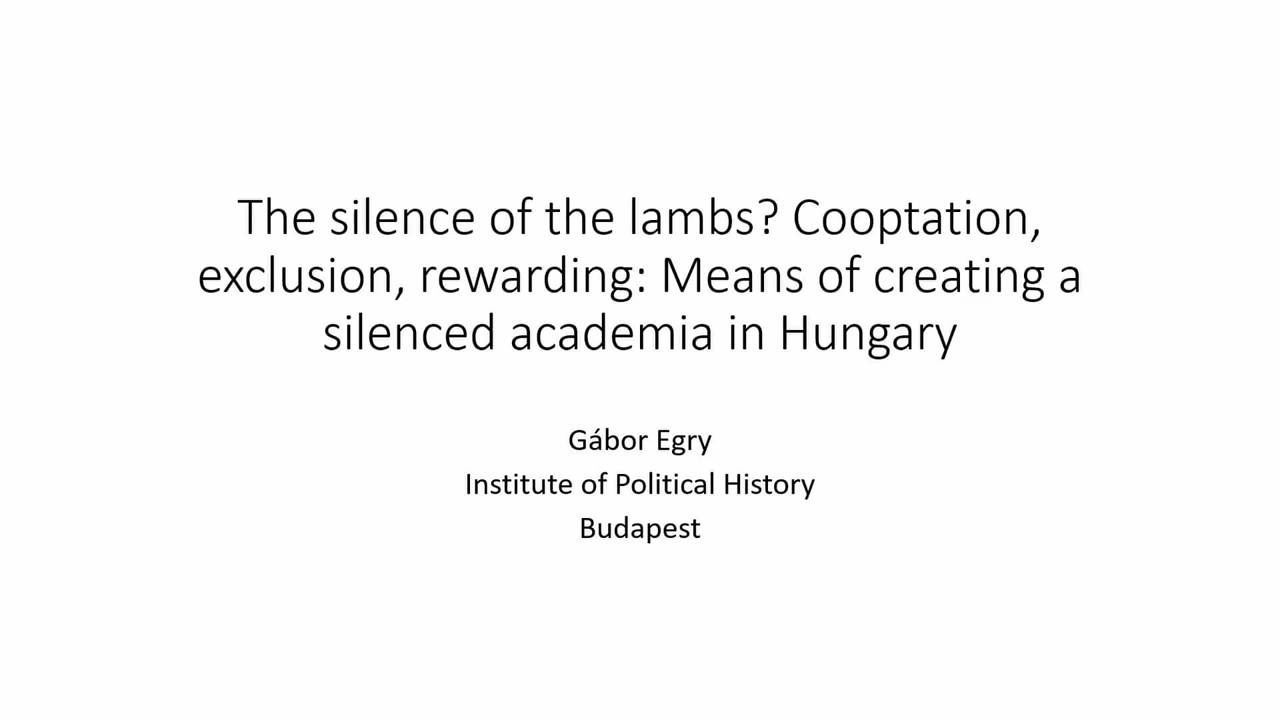 The silence of the lambs? Cooptation,
exclusion, rewarding: Means of creating a
silenced academia in Hungary
Gábor Egry
Institute of Political History
Budapest